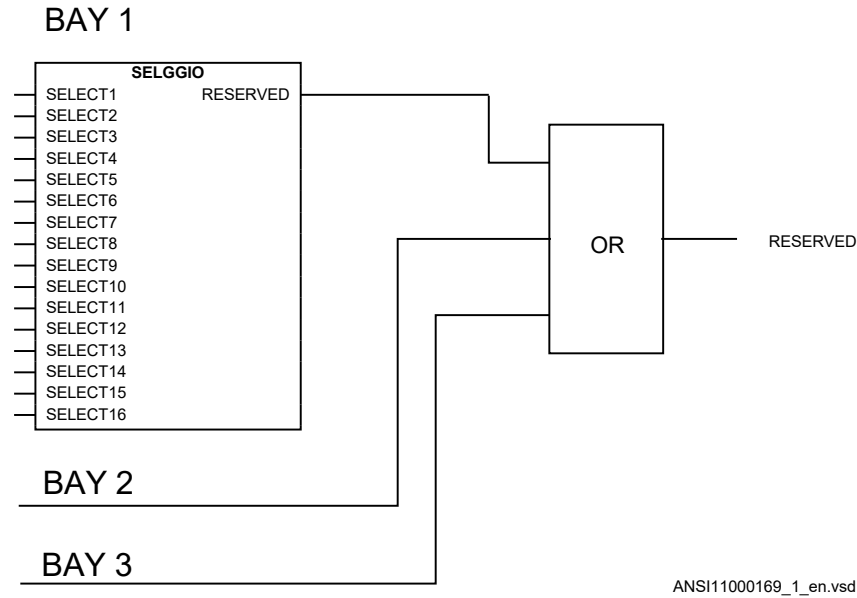 BAY 1
SELGGIO
SELECT1 RESERVED
SELECT2
SELECT3
SELECT4
SELECT5
SELECT6
SELECT7
SELECT8
SELECT9
SELECT10
SELECT11
SELECT12
SELECT13
SELECT14
SELECT15
SELECT16
OR
RESERVED
BAY 2
BAY 3
ANSI11000169_1_en.vsd